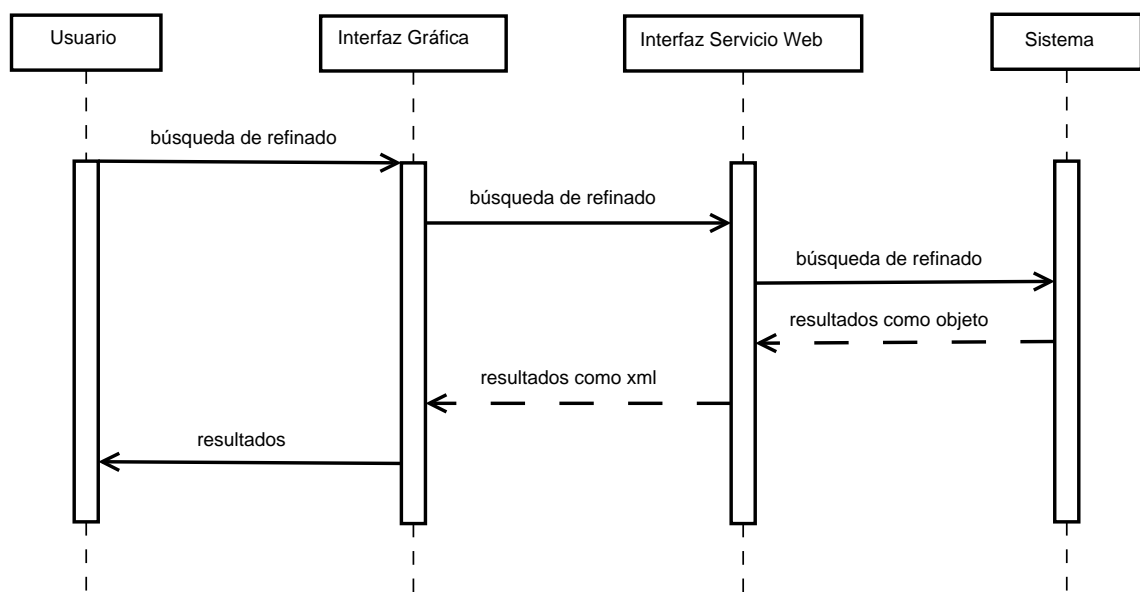 Usuario
Interfaz Gráfica
Interfaz Servicio Web
Sistema
búsqueda de refinado
búsqueda de refinado
búsqueda de refinado
resultados como objeto
resultados como xml
resultados